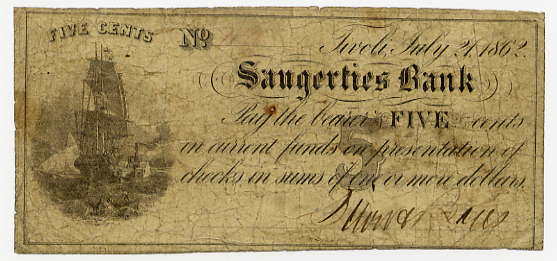 FIVE CENTS
No.
Tivoli, July 21, 1862.
Saugerties Bank
Pay the bearer FIVE cents
in current funds on presentation of
checks, in sums of one or more dollars.